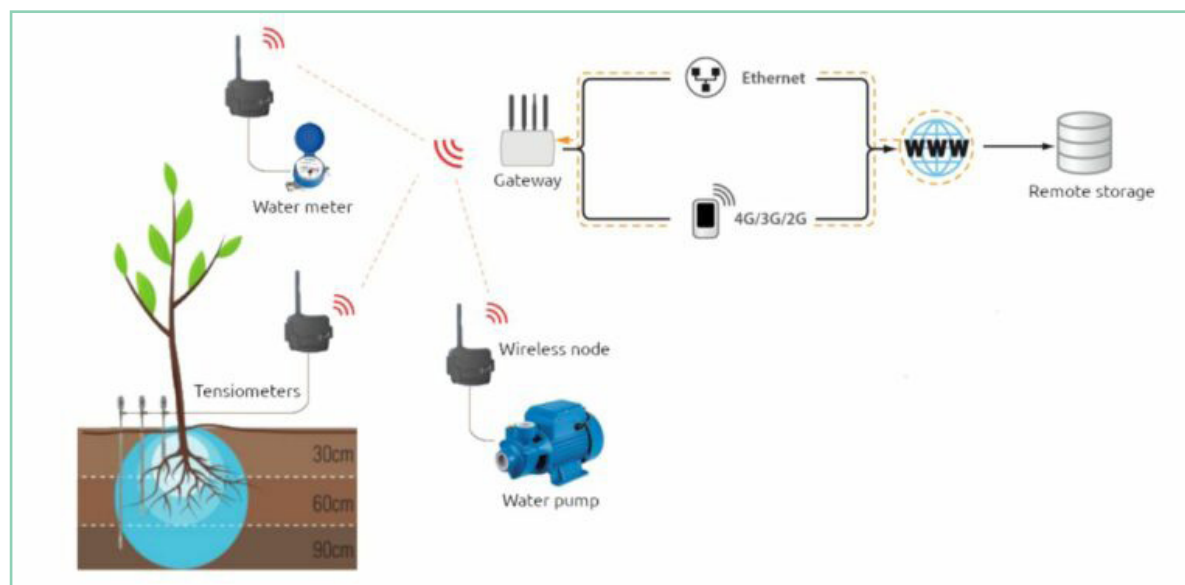 Ethernet
WWW
Gateway
Remote storage
Water meter
4G/3G/2G
Wireless node
Tensiometers
30cm
60cm
Water pump
90cm